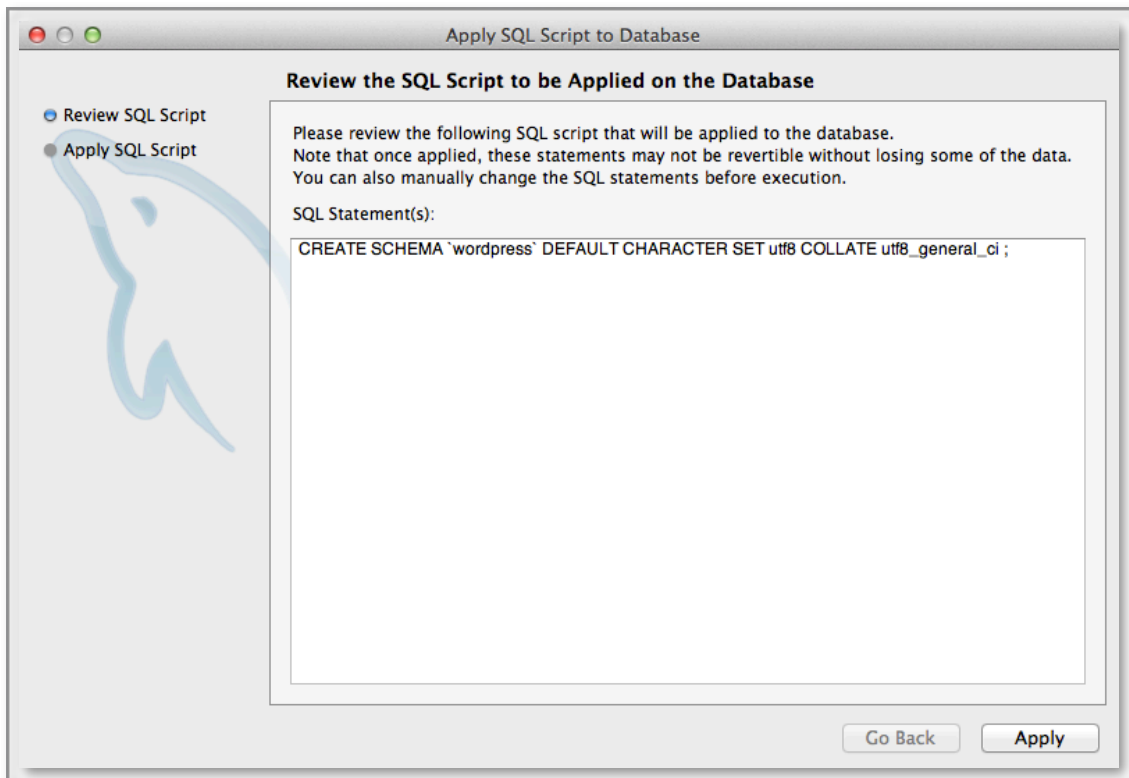 Apply SQL Script to Database
Review the SQL Script to be Applied on the Database
Review SQL Script
Apply SQL Script
Please review the following SQL script that will be applied to the database.
Note that once applied, these statements may not be revertible without losing some of the data.
You can also manually change the SQL statements before execution.
SQL Statement(s):
CREATE SCHEMA `wordpress` DEFAULT CHARACTER SET utf8 COLLATE utf8_general_ci ;
Go Back
Apply